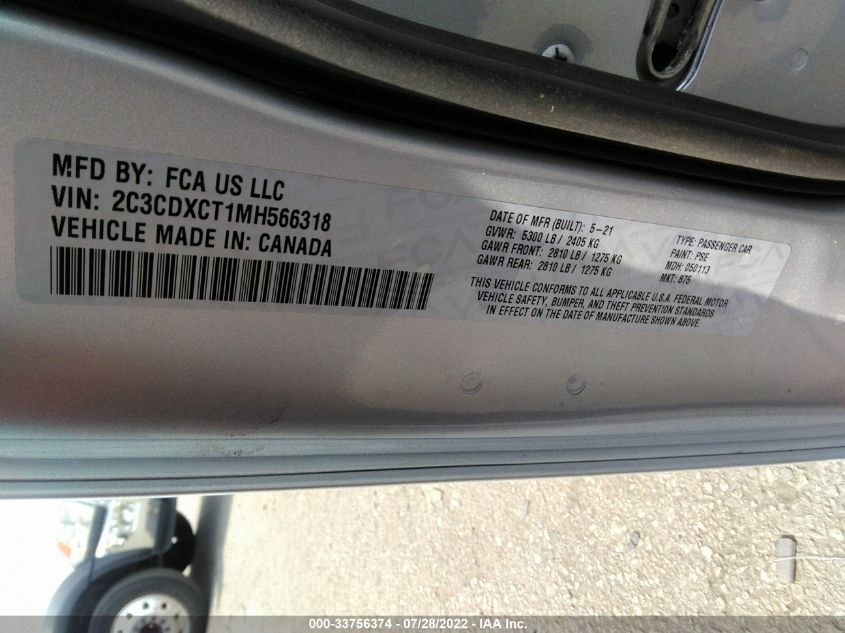 MFD BY: FCA US LLC
VIN: 2C3CDXCT1MH566318
VEHICLE MADE IN: CANADA
DATE OF MFR (BUILT): 5-21
GVWR: 5300 LB / 2405 KG
GAWR FRONT: 2810 LB / 1275 KG
GAWR REAR: 2810 LB / 1275 KG
TYPE: PASSENGER CAR
PAINT: PSE
MDH: 050113
MKT: 875
THIS VEHICLE CONFORMS TO ALL APPLICABLE U.S.A. FEDERAL MOTOR
VEHICLE SAFETY, BUMPER, AND THEFT PREVENTION STANDARDS
IN EFFECT ON THE DATE OF MANUFACTURE SHOWN ABOVE.
000-33756374 - 07/28/2022 - IAA Inc.